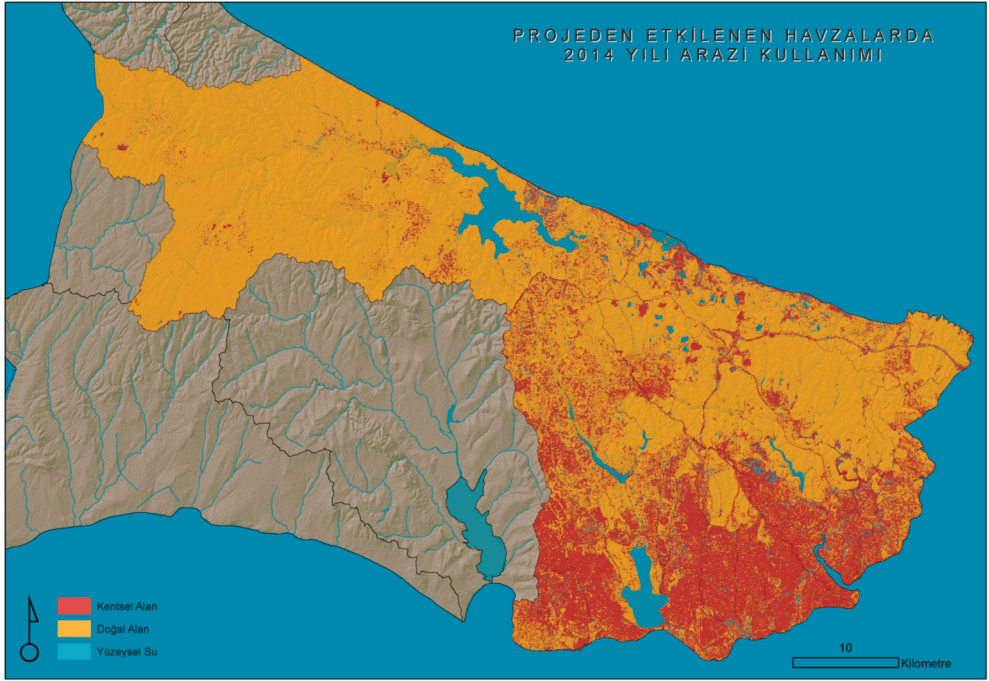 PROJEDEN ETKİLENEN HAVZALARDA
2014 YILI ARAZİ KULLANIMI
Kentsel Alan
Doğal Alan
Yüzeysel Su
10
Kilometre